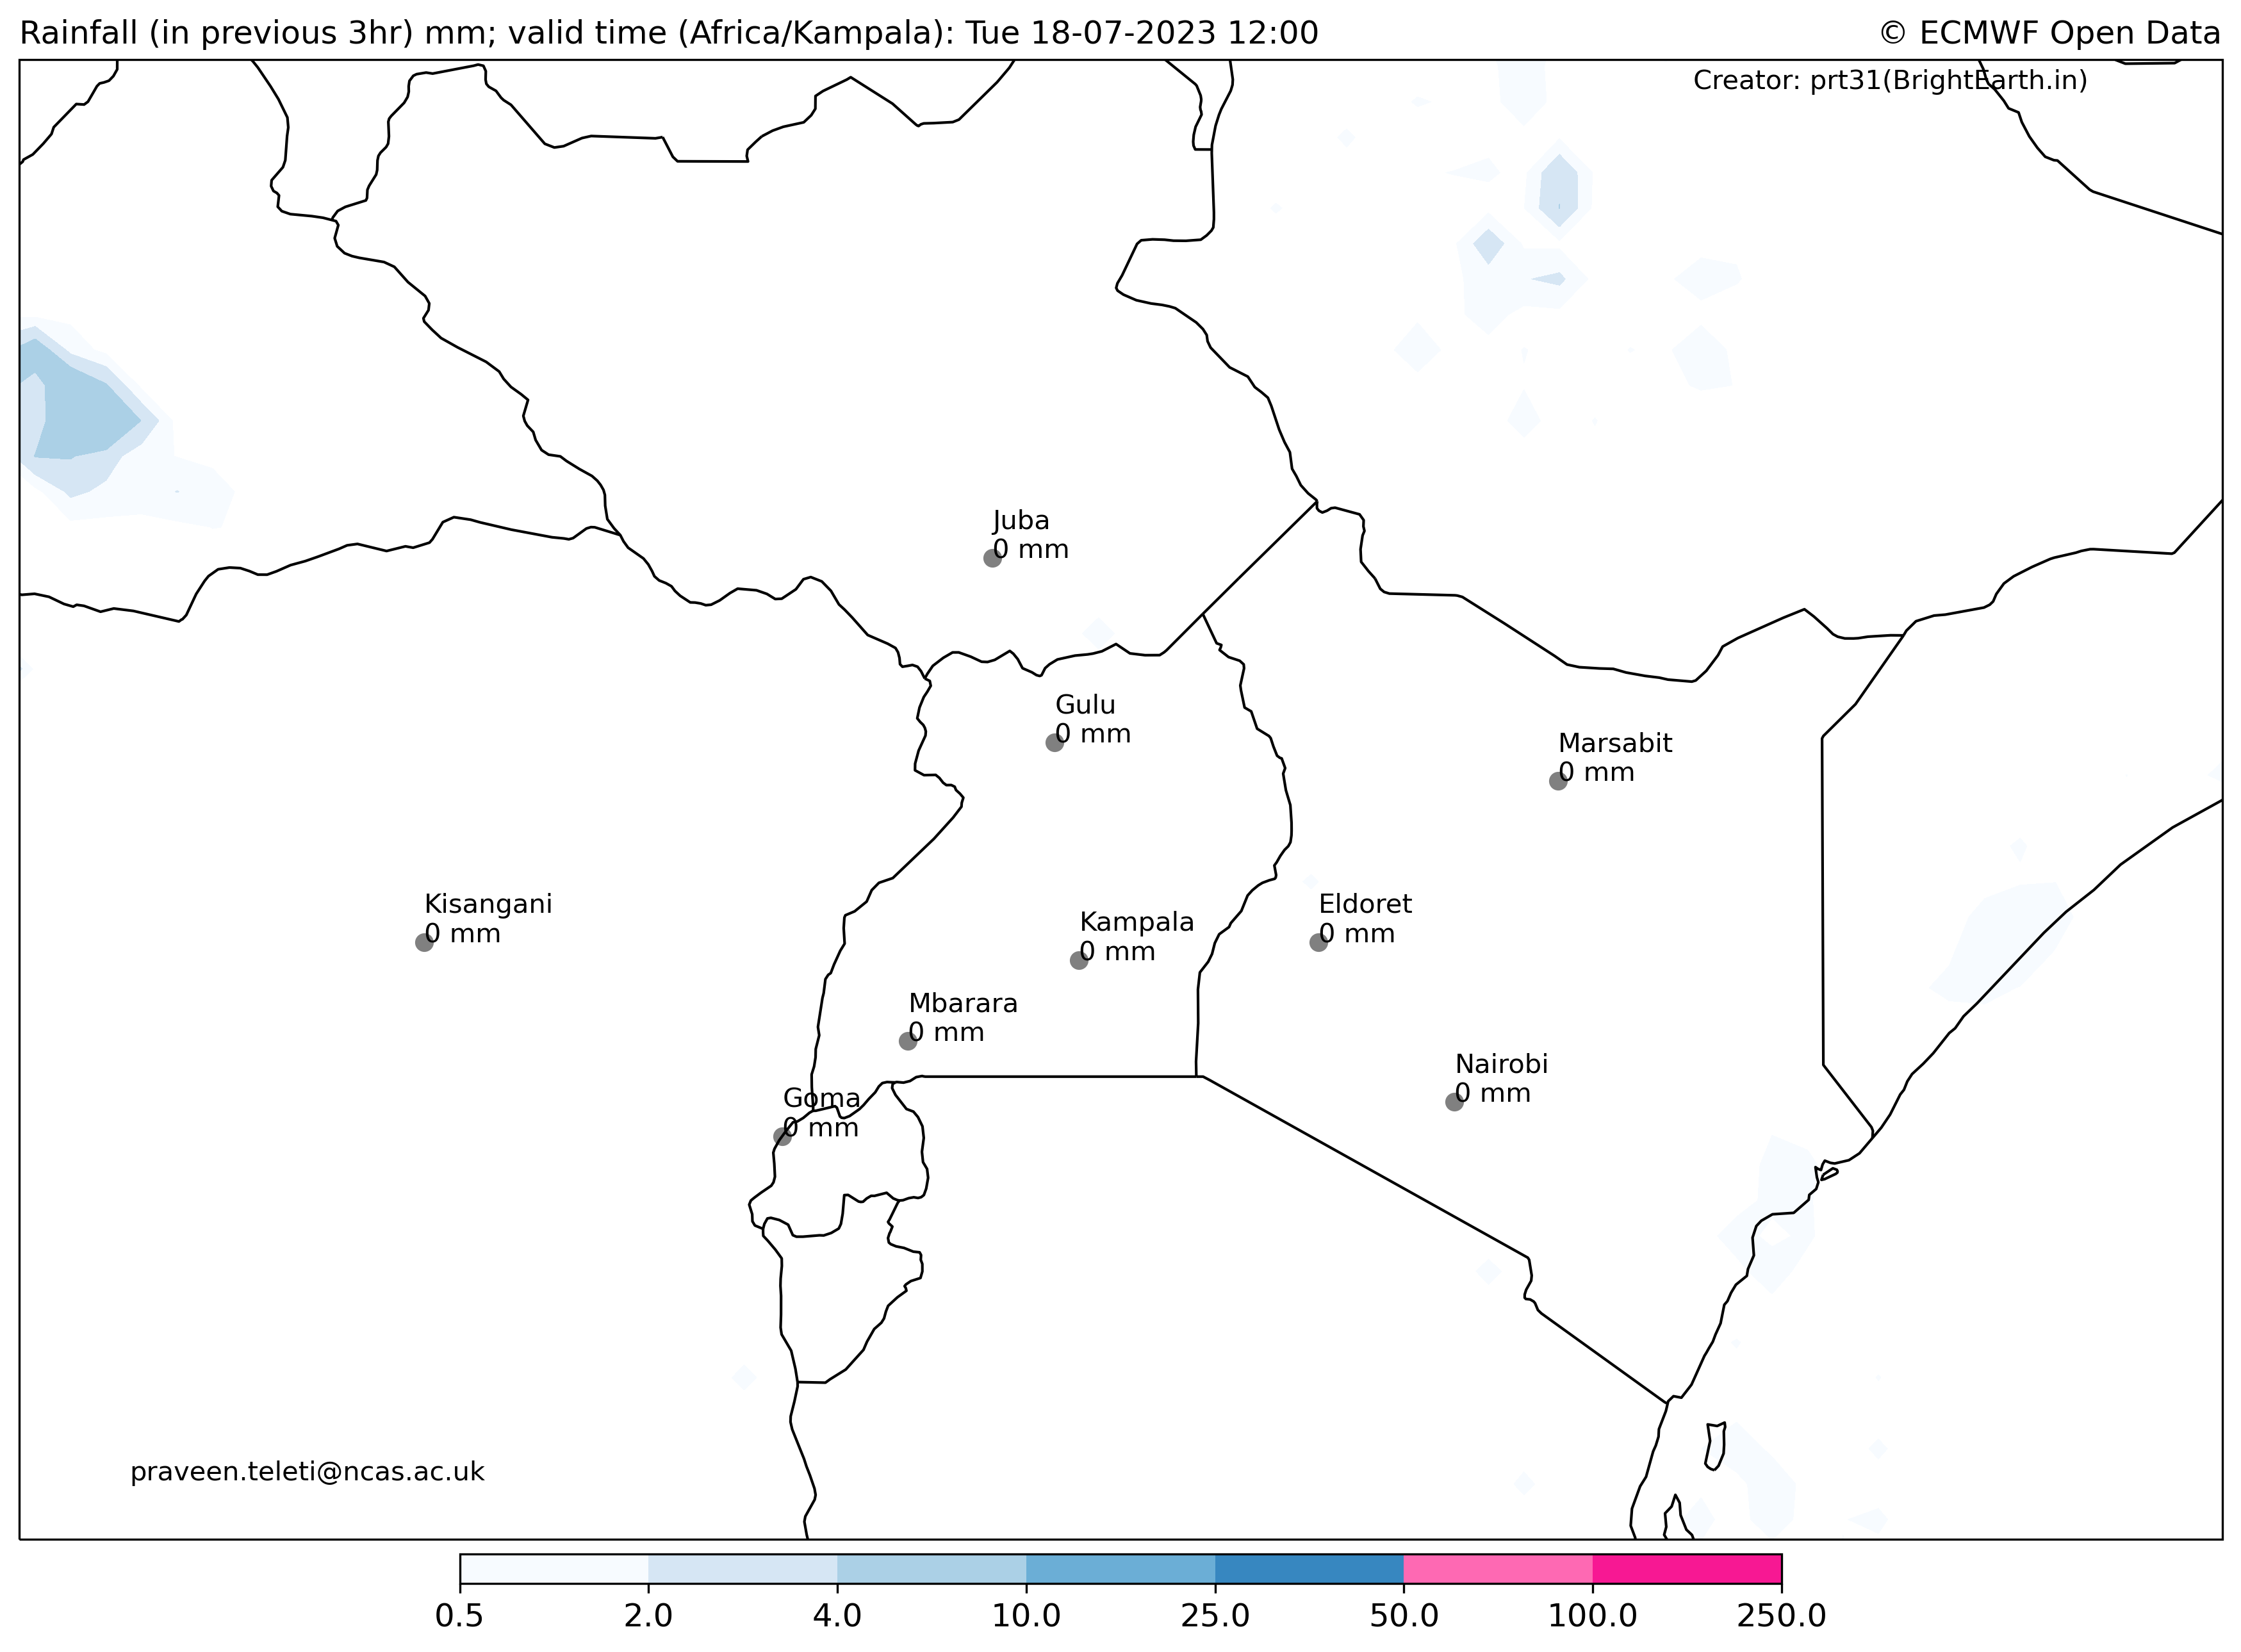 Rainfall (in previous 3hr) mm; valid time (Africa/Kampala): Tue 18-07-2023 12:00
© ECMWF Open Data
Creator: prt31(BrightEarth.in)
Juba
0 mm
Gulu
0 mm
Marsabit
0 mm
Kisangani
0 mm
Eldoret
0 mm
Kampala
0 mm
Mbarara
0 mm
Nairobi
0 mm
Goma
0 mm
praveen.teleti@ncas.ac.uk
0.5 2.0 4.0 10.0 25.0 50.0 100.0 250.0